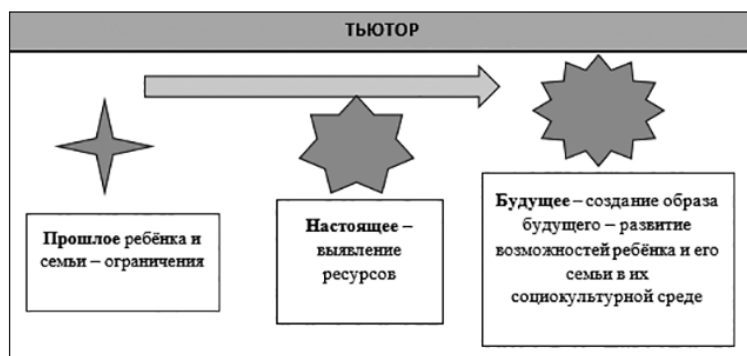 ТЬЮТОР
Прошлое ребёнка и
семьи – ограничения
Настоящее –
выявление
ресурсов
Будущее – создание образа
будущего – развитие
возможностей ребёнка и его
семьи в их
социокультурной среде